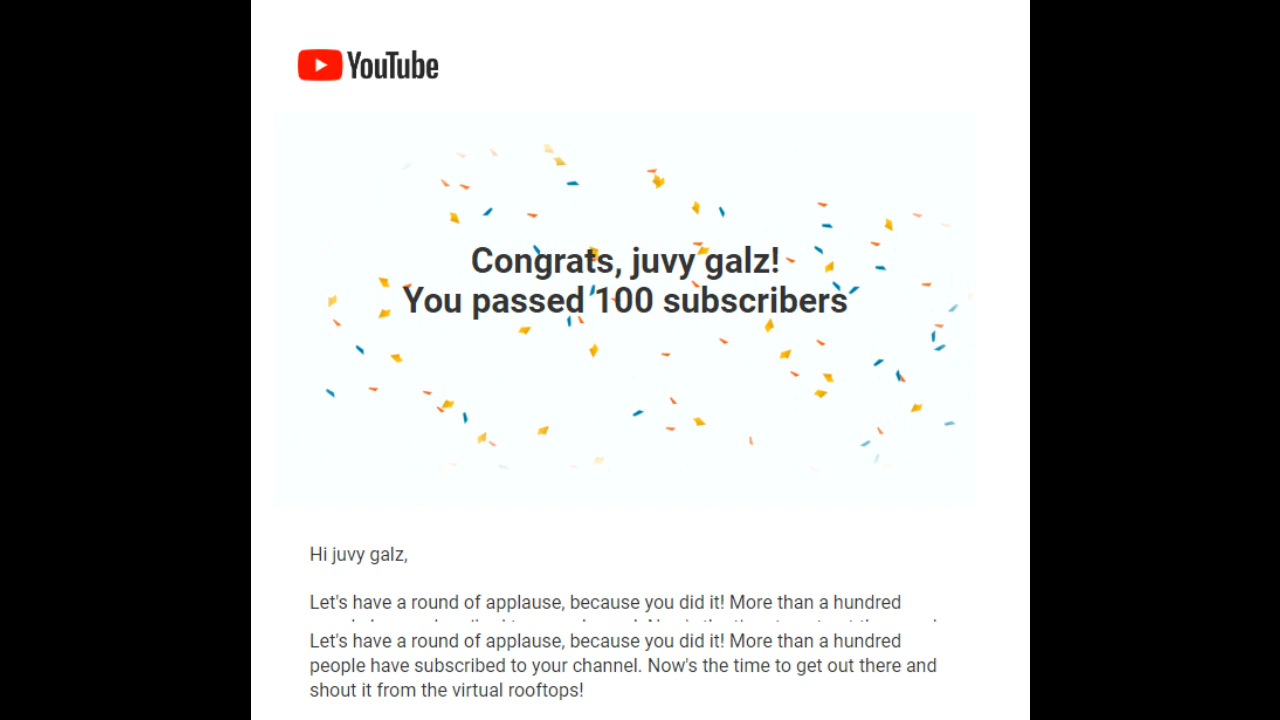 YouTube
Congrats, juvy galz!
You passed 100 subscribers
Hi juvy galz,
Let's have a round of applause, because you did it! More than a hundred
Let's have a round of applause, because you did it! More than a hundred
people have subscribed to your channel. Now's the time to get out there and
shout it from the virtual rooftops!